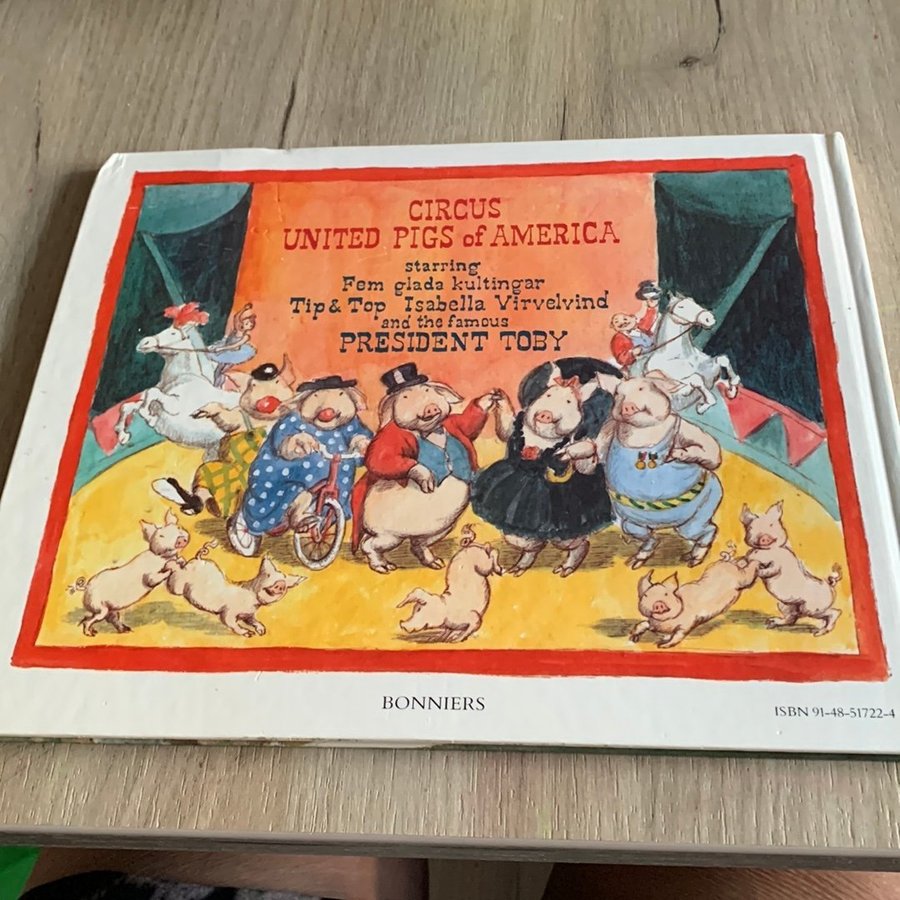 CIRCUS
UNITED PIGS of AMERICA
starring
Fem glada kultingar
Tip & Top Isabella Virvelvind
and the famous
PRESIDENT TOBY
BONNIERS
ISBN 91-48-51722-4